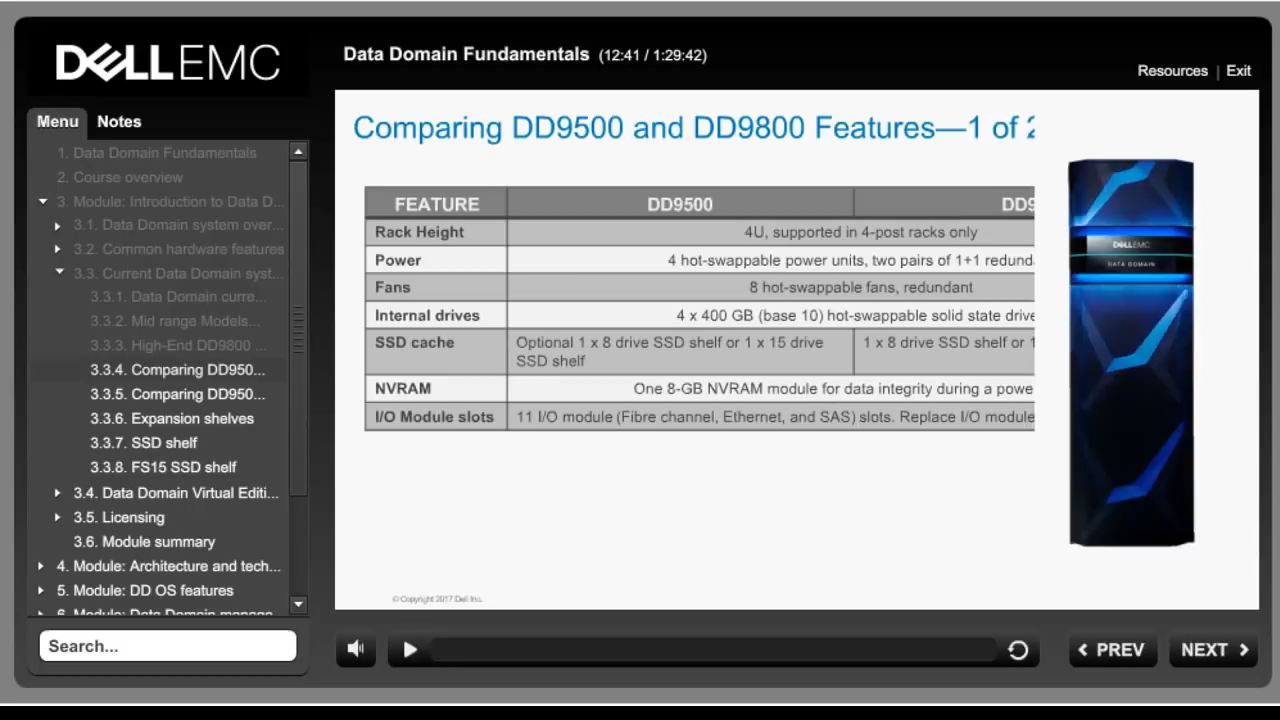 DELLEMC
Data Domain Fundamentals (12:41 / 1:29:42)
Resources | Exit
Menu Notes
1. Data Domain Fundamentals
2. Course overview
3. Module: Introduction to Data D...
3.1. Data Domain system over...
3.2. Common hardware features
3.3. Current Data Domain syst...
3.3.1. Data Domain curre...
3.3.2. Mid range Models...
3.3.3. High-End DD9800 ...
3.3.4. Comparing DD950...
3.3.5. Comparing DD950...
3.3.6. Expansion shelves
3.3.7. SSD shelf
3.3.8. FS15 SSD shelf
3.4. Data Domain Virtual Editi...
3.5. Licensing
3.6. Module summary
4. Module: Architecture and tech...
5. Module: DD OS features
6. Module: Data Domain manage...
Search...
Comparing DD9500 and DD9800 Features—1 of 2
FEATURE DD9500 DD9
Rack Height 4U, supported in 4-post racks only
Power 4 hot-swappable power units, two pairs of 1+1 redund
Fans 8 hot-swappable fans, redundant
Internal drives 4 x 400 GB (base 10) hot-swappable solid state drive
SSD cache Optional 1 x 8 drive SSD shelf or 1 x 15 drive 1 x 8 drive SSD shelf or 1
SSD shelf
NVRAM One 8-GB NVRAM module for data integrity during a powe
I/O Module slots 11 I/O module (Fibre channel, Ethernet, and SAS) slots. Replace I/O module
DELLEMC
DATA DOMAIN
© Copyright 2017 Dell Inc.
PREV NEXT